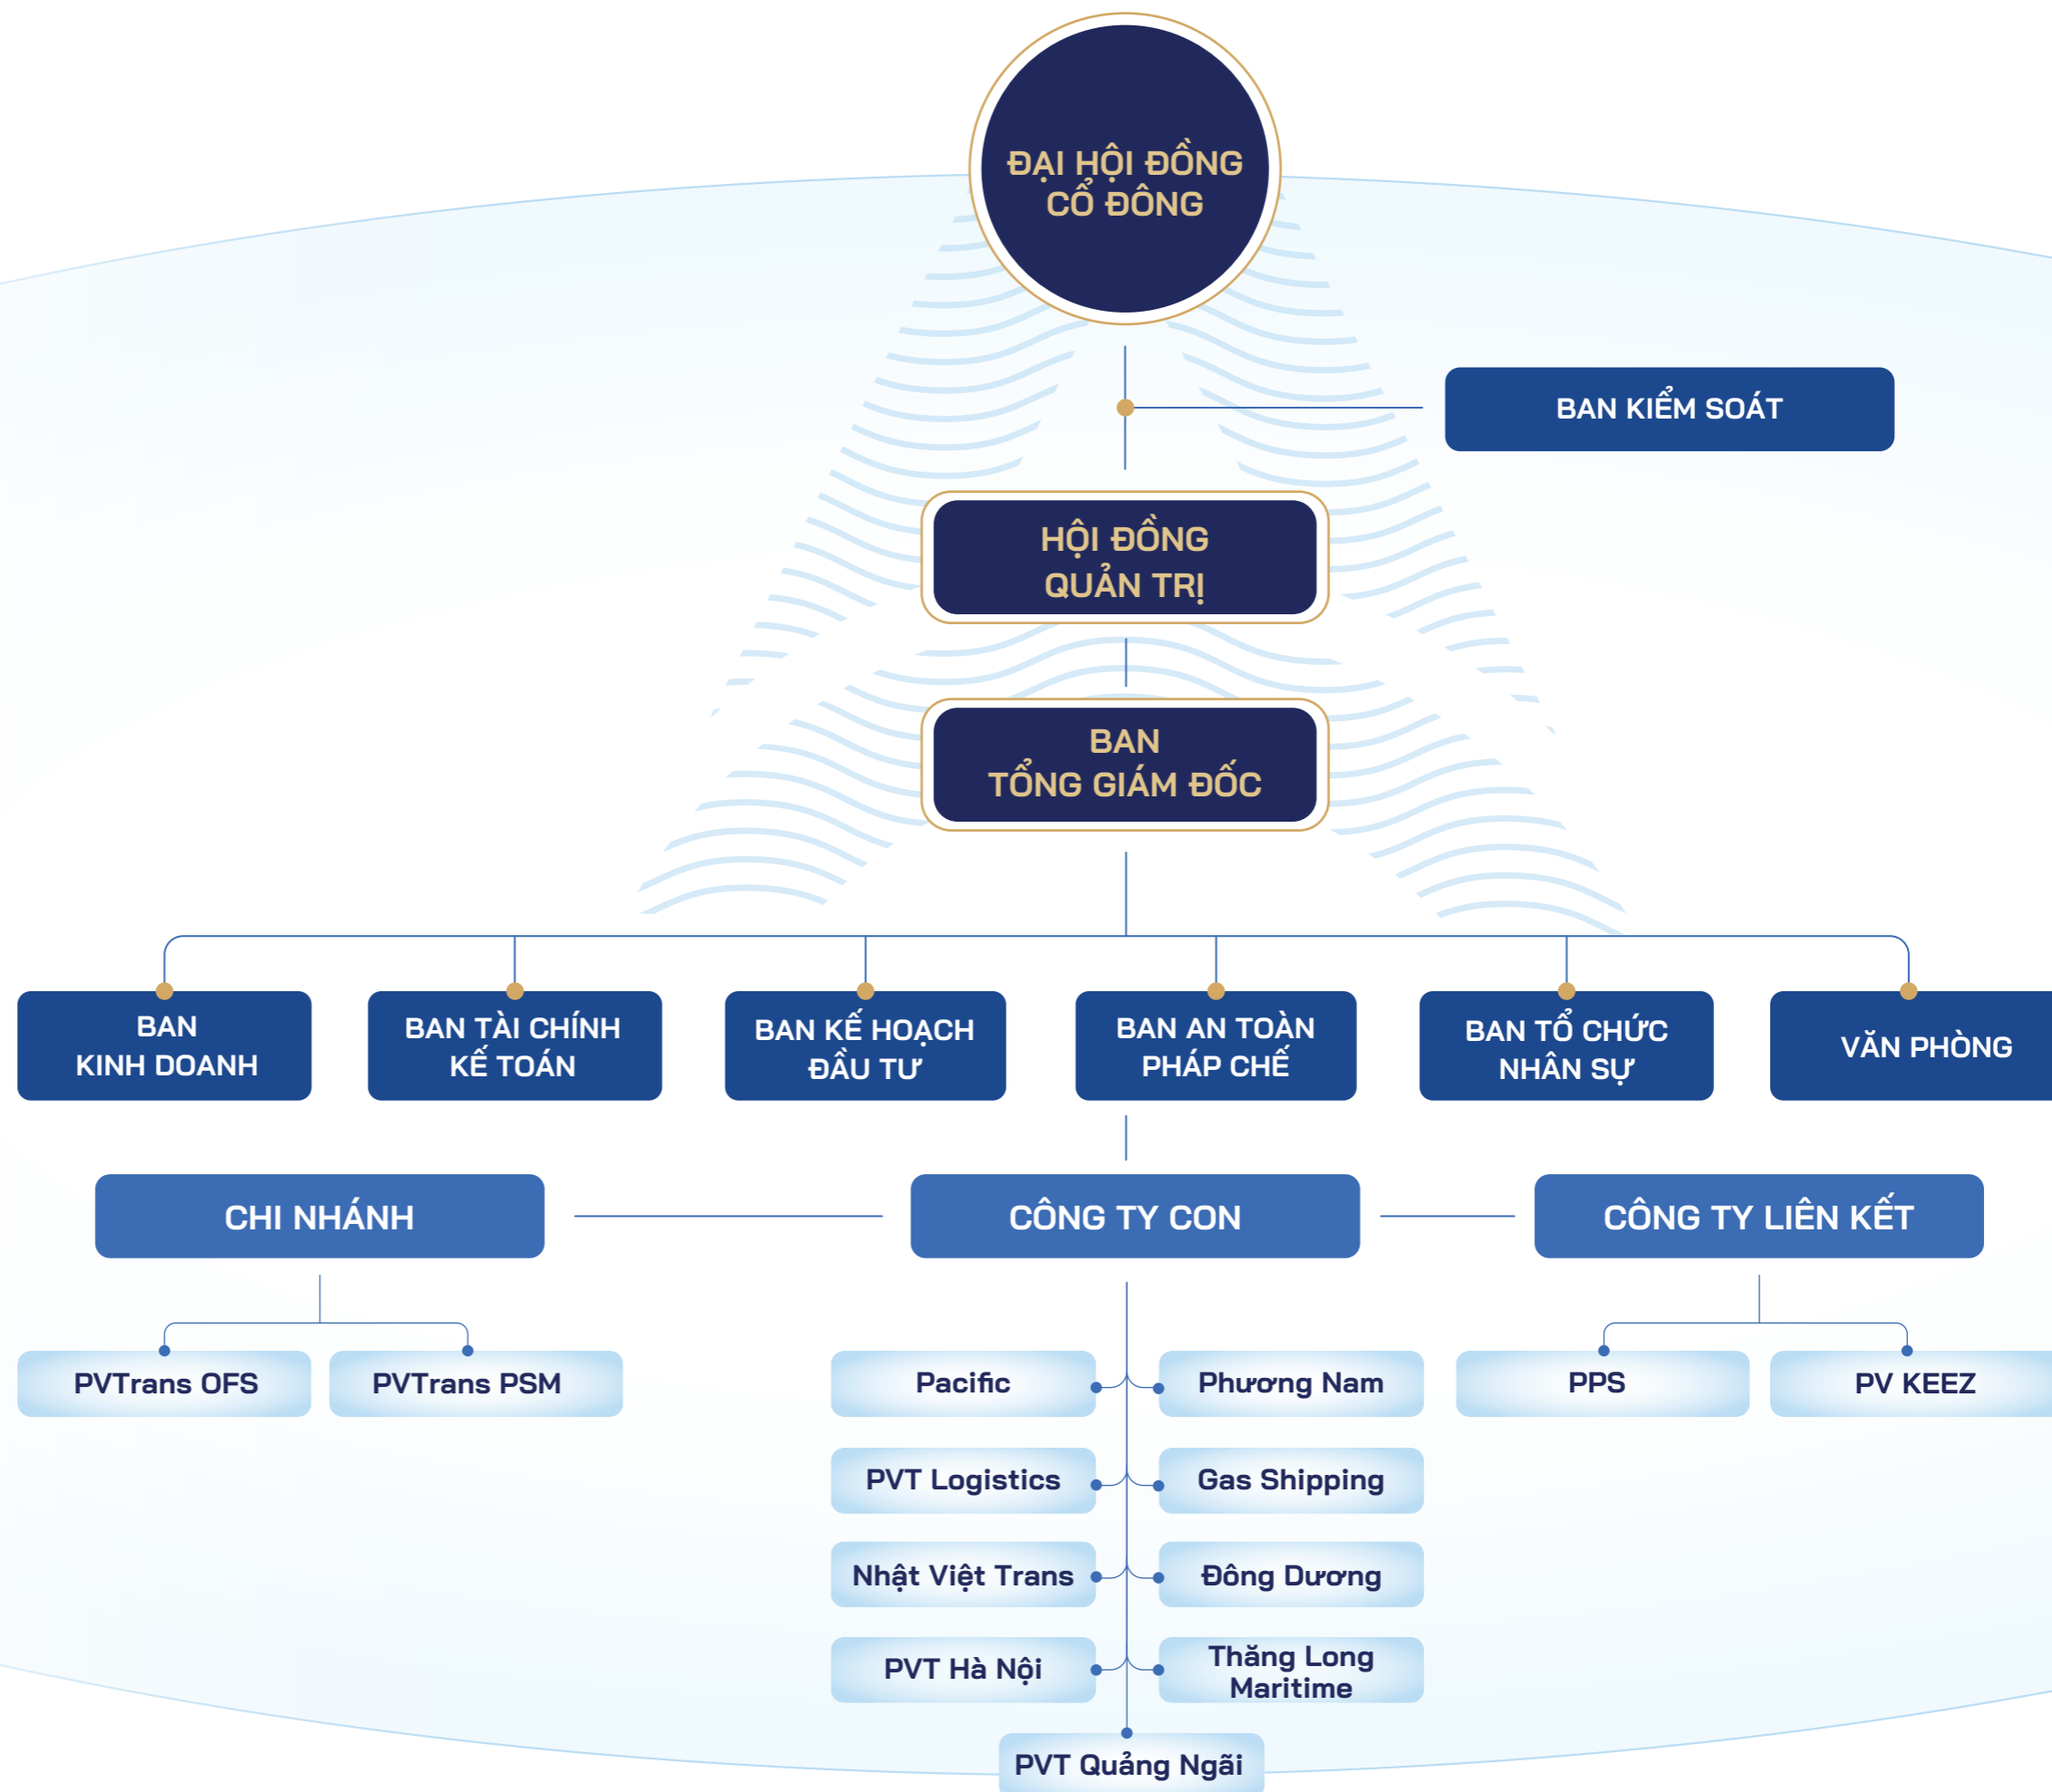 ĐẠI HỘI ĐỒNG
CỔ ĐÔNG
BAN KIỂM SOÁT
HỘI ĐỒNG
QUẢN TRỊ
BAN
TỔNG GIÁM ĐỐC
BAN
KINH DOANH
BAN TÀI CHÍNH
KẾ TOÁN
BAN KẾ HOẠCH
ĐẦU TƯ
BAN AN TOÀN
PHÁP CHẾ
BAN TỔ CHỨC
NHÂN SỰ
VĂN PHÒNG
CHI NHÁNH
CÔNG TY CON
CÔNG TY LIÊN KẾT
PVTrans OFS
PVTrans PSM
Pacific
Phương Nam
PPS
PV KEEZ
PVT Logistics
Gas Shipping
Nhật Việt Trans
Đông Dương
PVT Hà Nội
Thăng Long
Maritime
PVT Quảng Ngãi